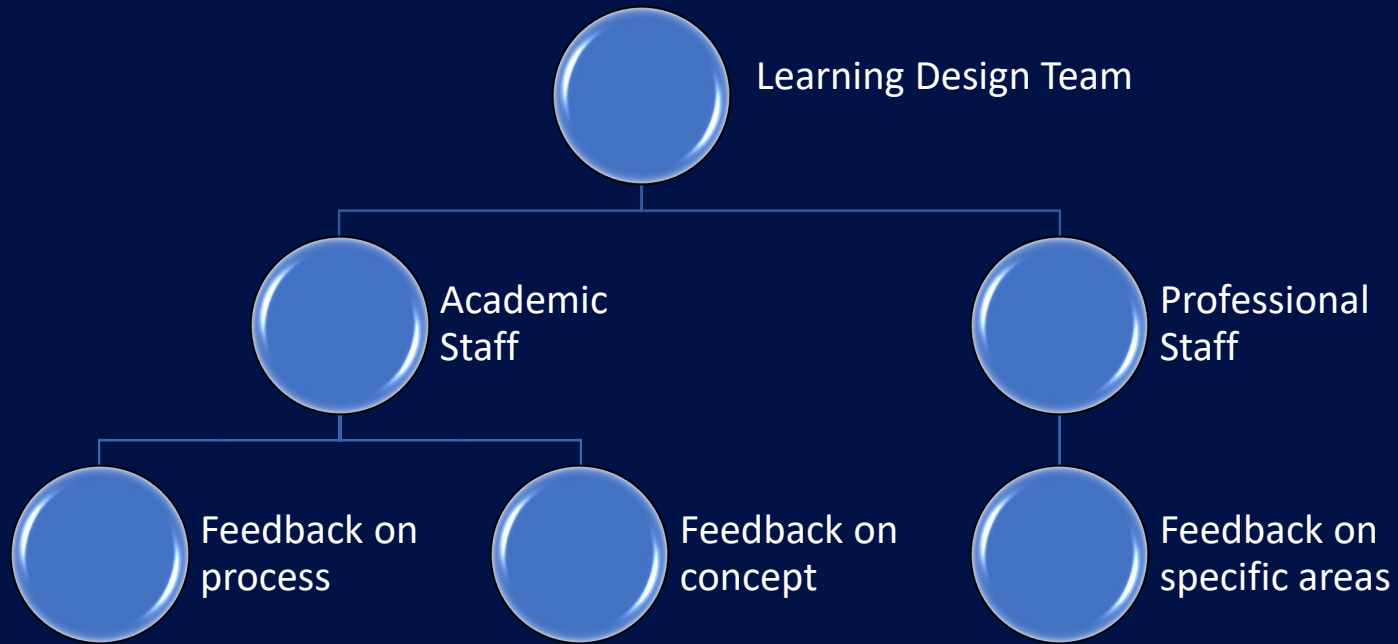 Learning Design Team
Academic
Staff
Professional
Staff
Feedback on
process
Feedback on
concept
Feedback on
specific areas